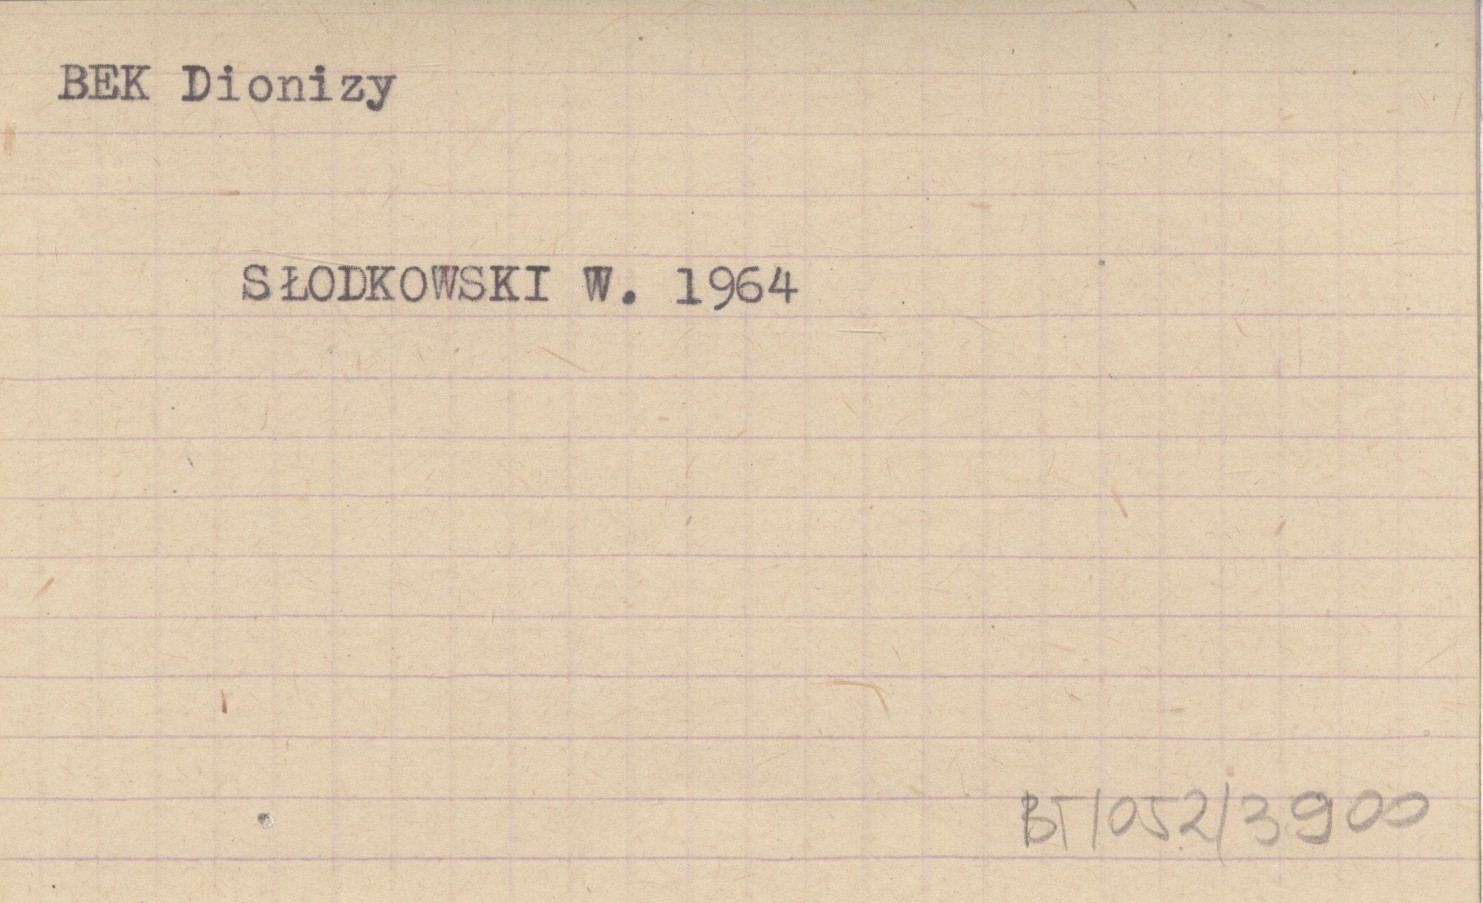 BEK Dionizy
SŁODKOWSKI W. 1964
BT/052/3900